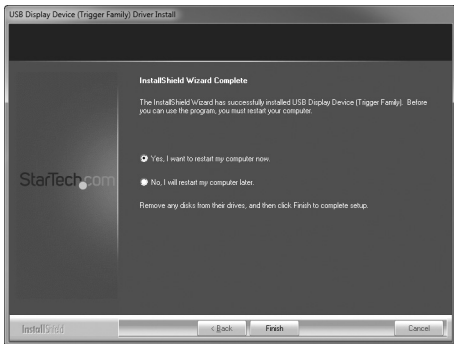 USB Display Device (Trigger Family) Driver Install
InstallShield Wizard Complete
The InstallShield Wizard has successfully installed USB Display Device (Trigger Family). Before
you can use the program, you must restart your computer.
Yes, I want to restart my computer now.
No, I will restart my computer later.
Remove any disks from their drives, and then click Finish to complete setup.
StarTech.com
InstallShield
< Back
Finish
Cancel